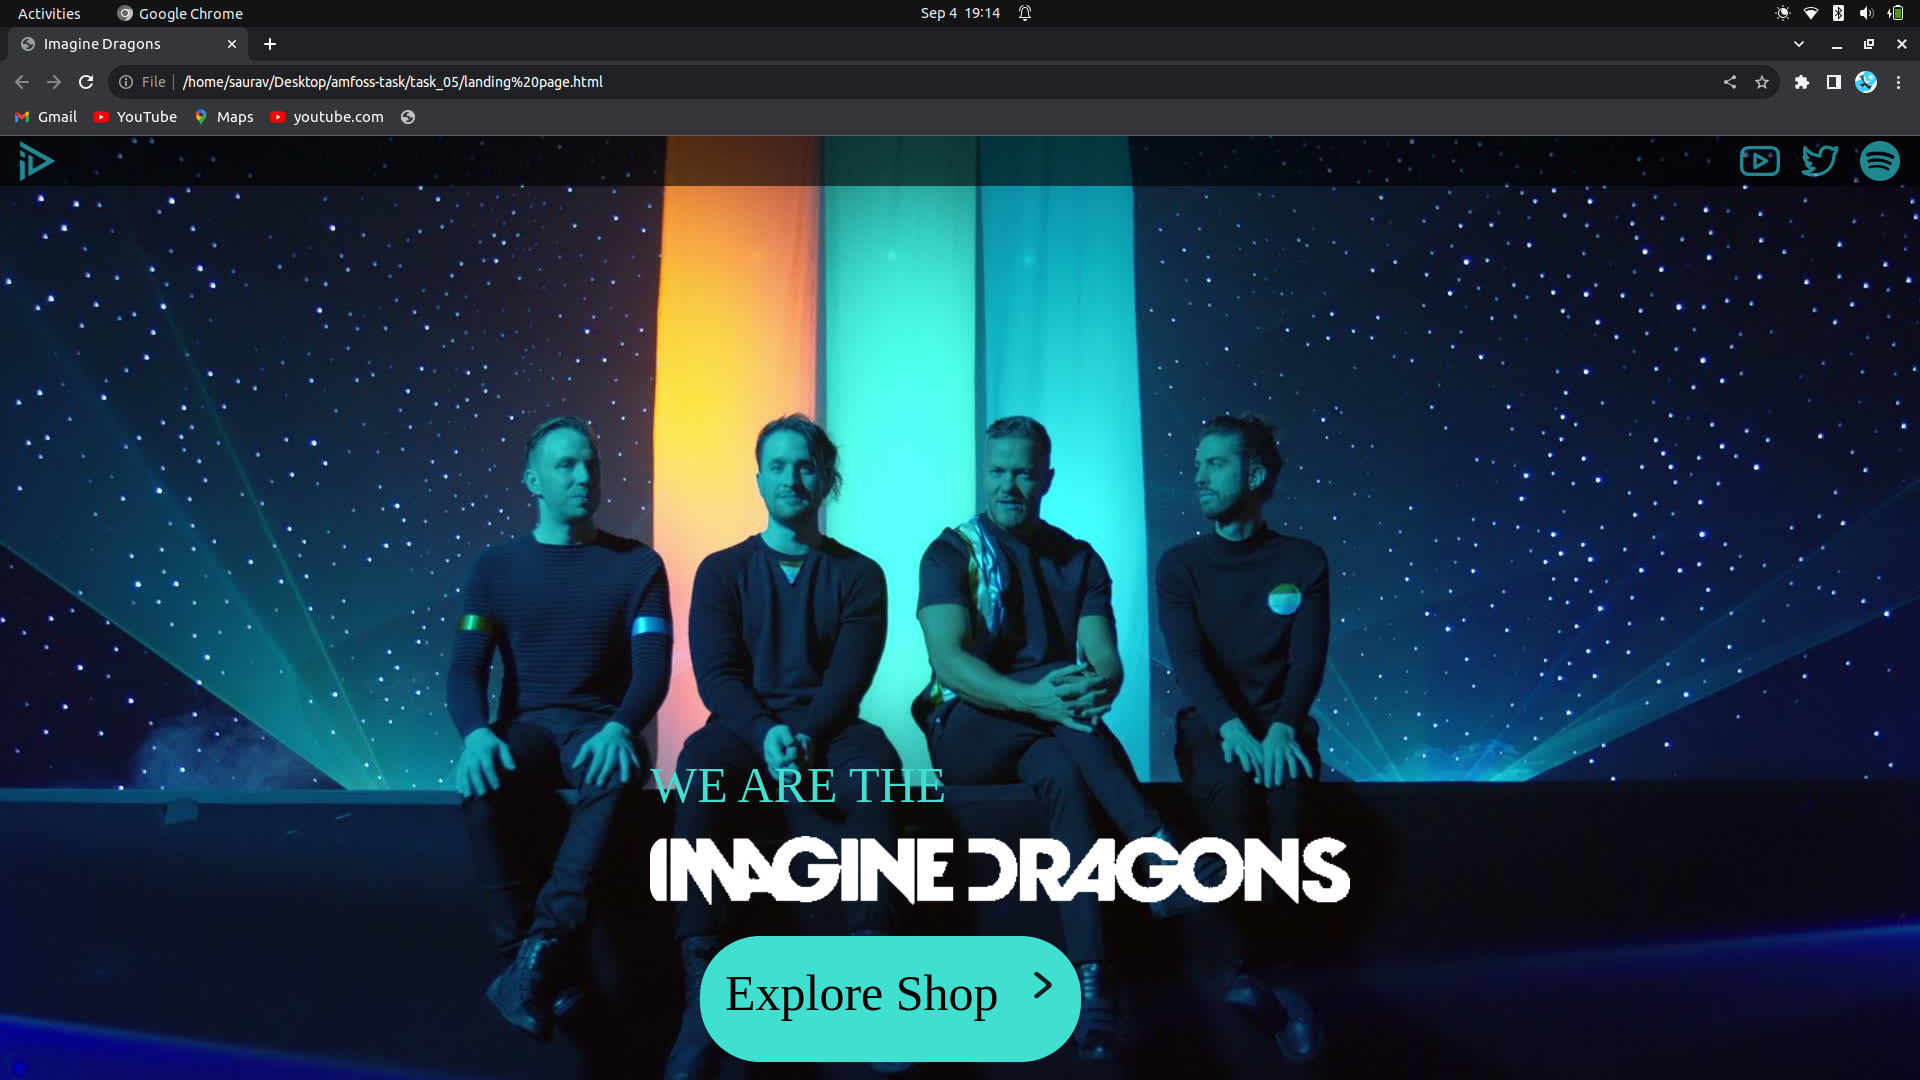 Activities
Google Chrome
Sep 4 19:14
Imagine Dragons
File
/home/saurav/Desktop/amfoss-task/task_05/landing%20page.html
Gmail
YouTube
Maps
youtube.com
WE ARE THE
IMAGINE DRAGONS
Explore Shop